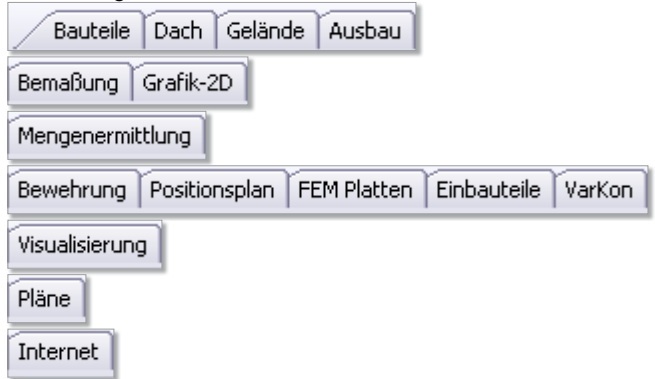 Bauteile Dach Gelände Ausbau
Bemaßung Grafik-2D
Mengenermittlung
Bewehrung Positionsplan FEM Platten Einbauteile VarKon
Visualisierung
Pläne
Internet